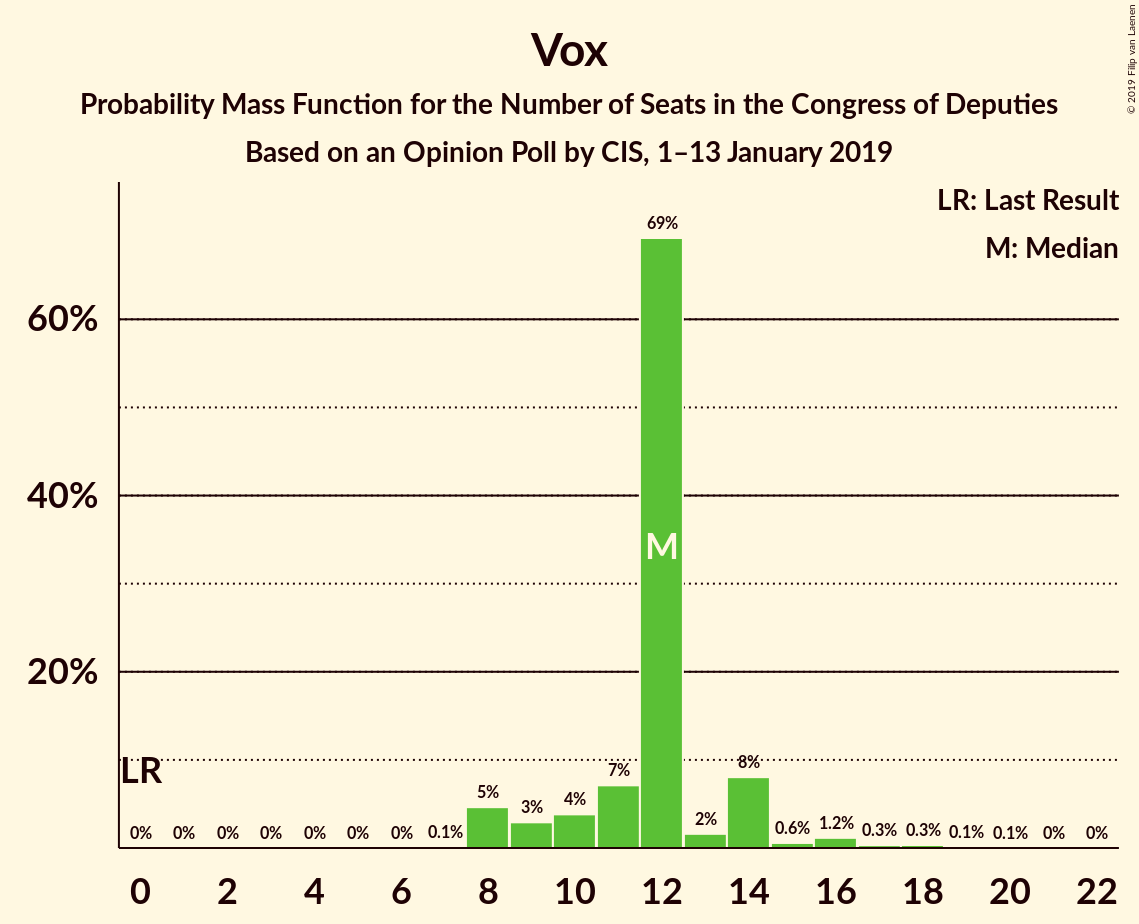 Vox
Probability Mass Function for the Number of Seats in the Congress of Deputies
Based on an Opinion Poll by CIS, 1–13 January 2019
© 2019 Filip van Laenen
LR: Last Result
M: Median
69%
60%
40%
M
20%
LR
0% 0% 0% 0% 0% 0% 0% 0.1% 5% 3% 4% 7% 2% 8% 0.6% 1.2% 0.3% 0.3% 0.1% 0.1% 0% 0%
0 2 4 6 8 10 12 14 16 18 20 22